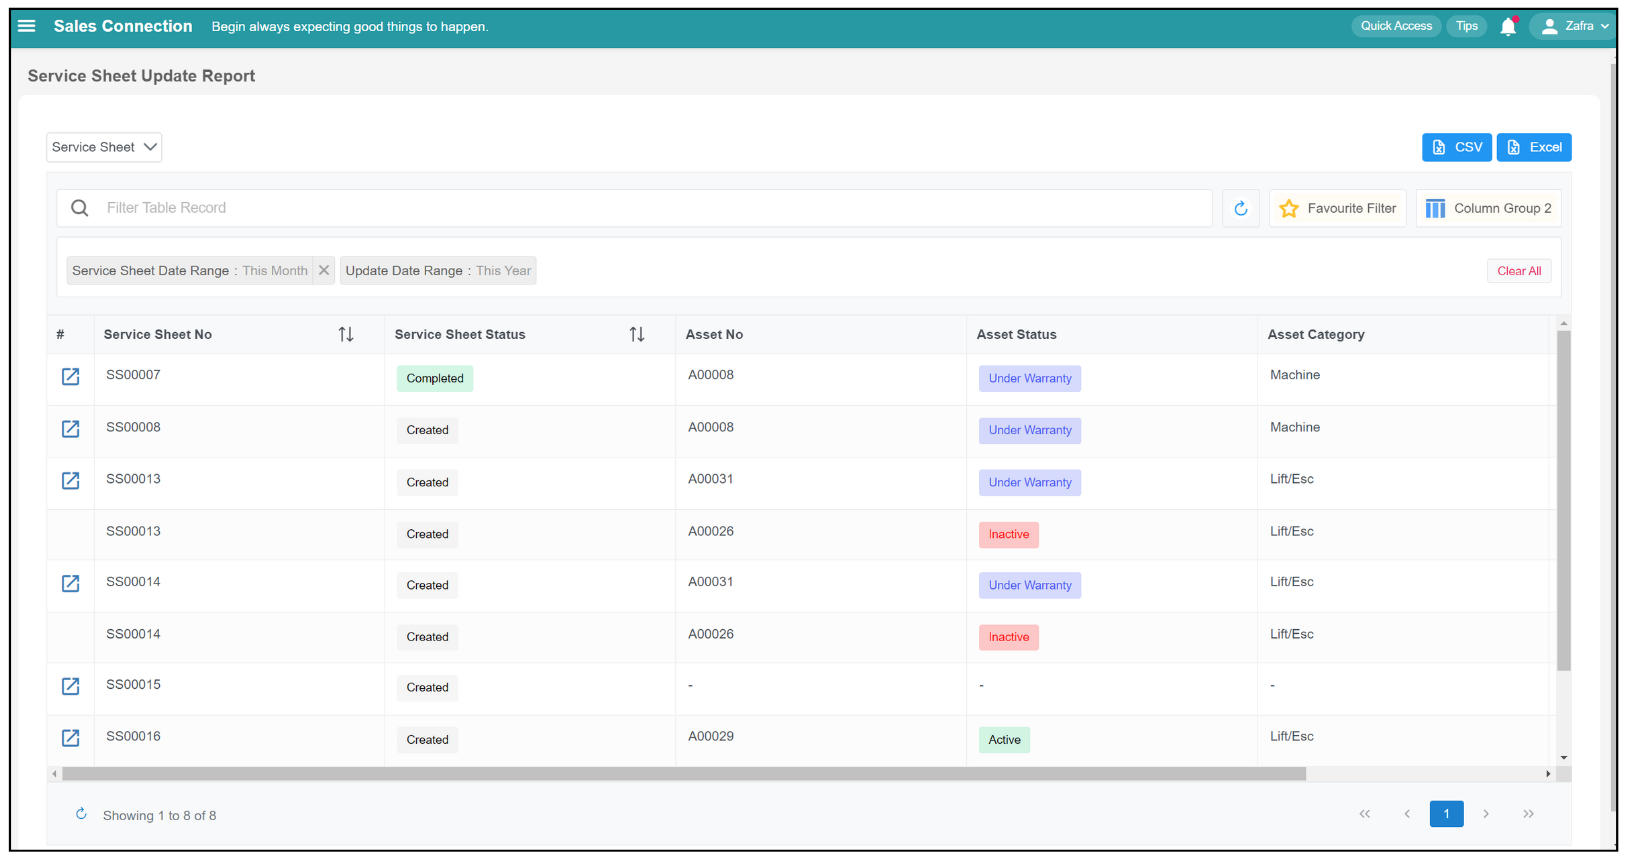 Sales Connection Begin always expecting good things to happen. Quick Access Tips Zafra
Service Sheet Update Report
Service Sheet CSV Excel
Filter Table Record Favourite Filter Column Group 2
Service Sheet Date Range : This Month Update Date Range : This Year Clear All
# Service Sheet No Service Sheet Status Asset No Asset Status Asset Category
SS00007 Completed A00008 Under Warranty Machine
SS00008 Created A00008 Under Warranty Machine
SS00013 Created A00031 Under Warranty Lift/Esc
SS00013 Created A00026 Inactive Lift/Esc
SS00014 Created A00031 Under Warranty Lift/Esc
SS00014 Created A00026 Inactive Lift/Esc
SS00015 Created - - -
SS00016 Created A00029 Active Lift/Esc
Showing 1 to 8 of 8 1